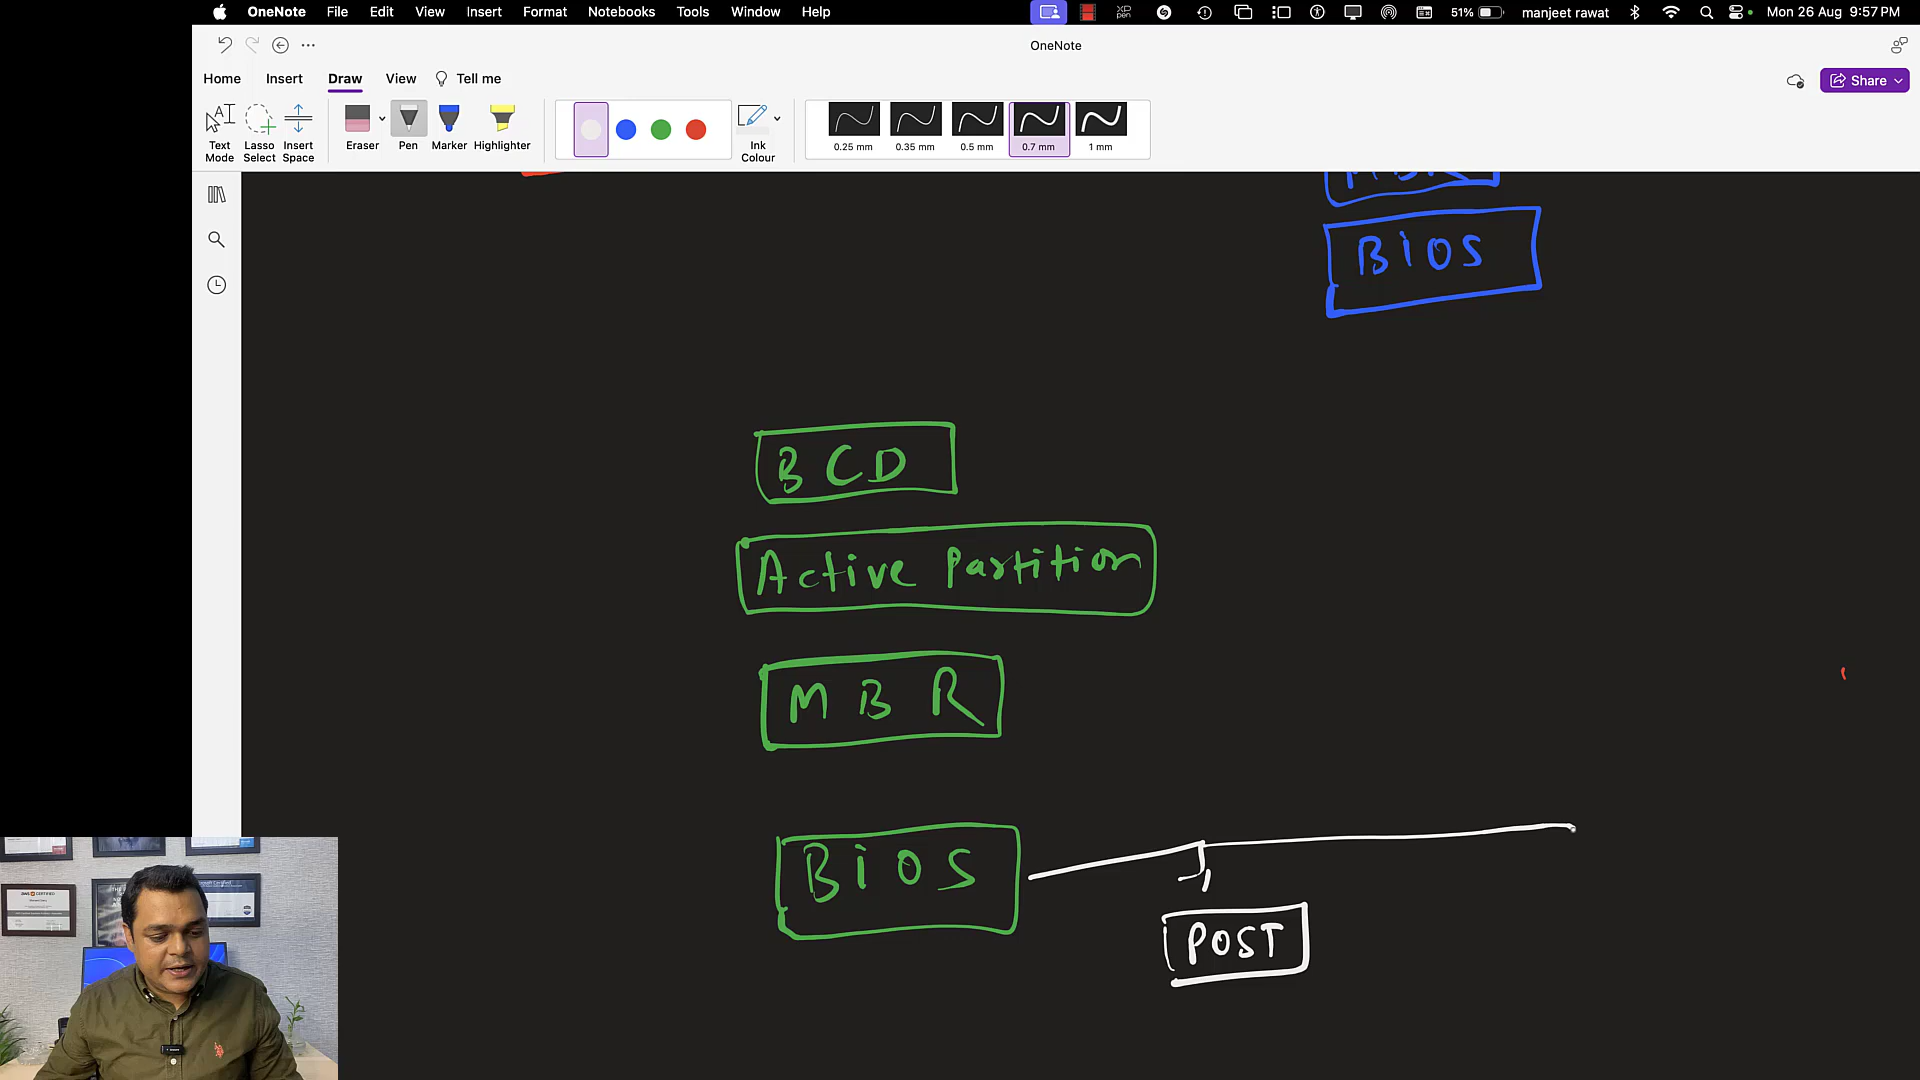 OneNote File Edit View Insert Format Notebooks Tools Window Help
XP pen 51% manjeet rawat Mon 26 Aug 9:57 PM
OneNote
Home Insert Draw View Tell me
Share
Text Mode
Lasso Select
Insert Space
Eraser
Pen
Marker
Highlighter
Ink Colour
0.25 mm
0.35 mm
0.5 mm
0.7 mm
1 mm
MBR
BiOS
BCD
Active Partition
MBR
BiOS
POST